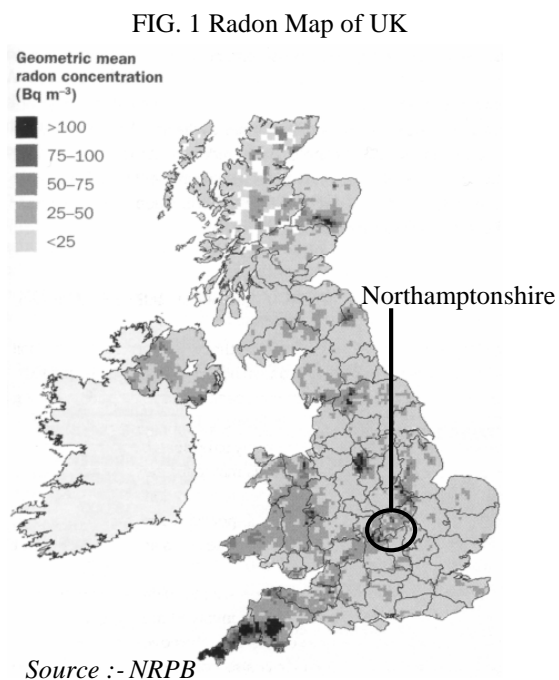 FIG. 1 Radon Map of UK
Geometric mean
radon concentration
(Bq m⁻³)
>100
75–100
50–75
25–50
<25
Northamptonshire
Source :- NRPB